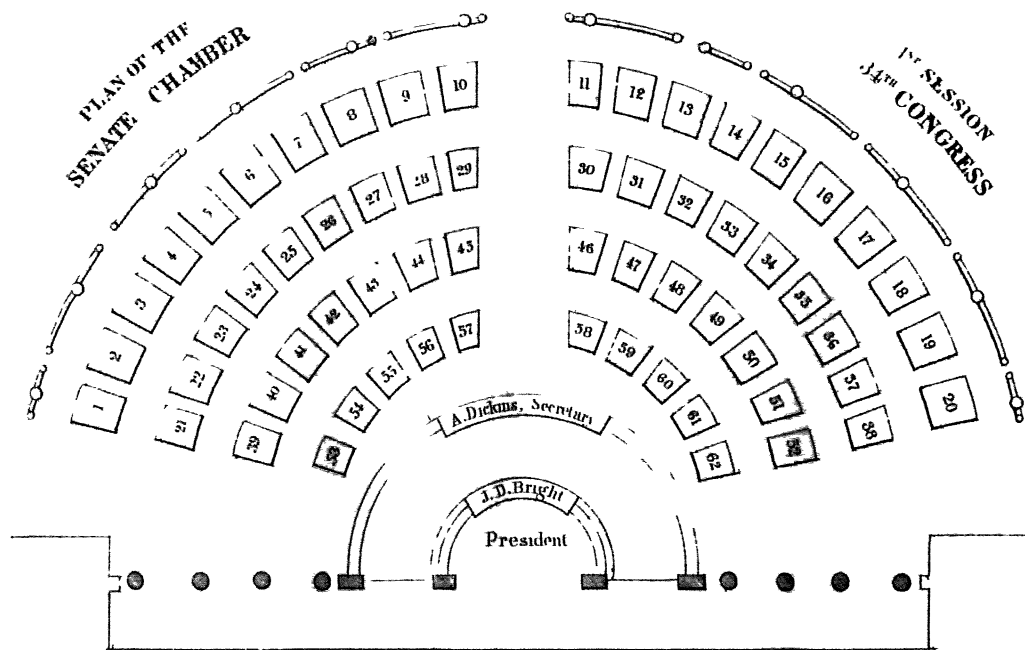 PLAN OF THE
SENATE CHAMBER
1ST SESSION
34TH CONGRESS
1 2 3 4 5 6 7 8 9 10
11 12 13 14 15 16 17 18 19 20
21 22 23 24 25 26 27 28 29
30 31 32 33 34 35 36 37 38
39 40 41 42 43 44 45
46 47 48 49 50 51 52
53 54 55 56 57
58 59 60 61 62
A. Dickins, Secretary
J. D. Bright
President